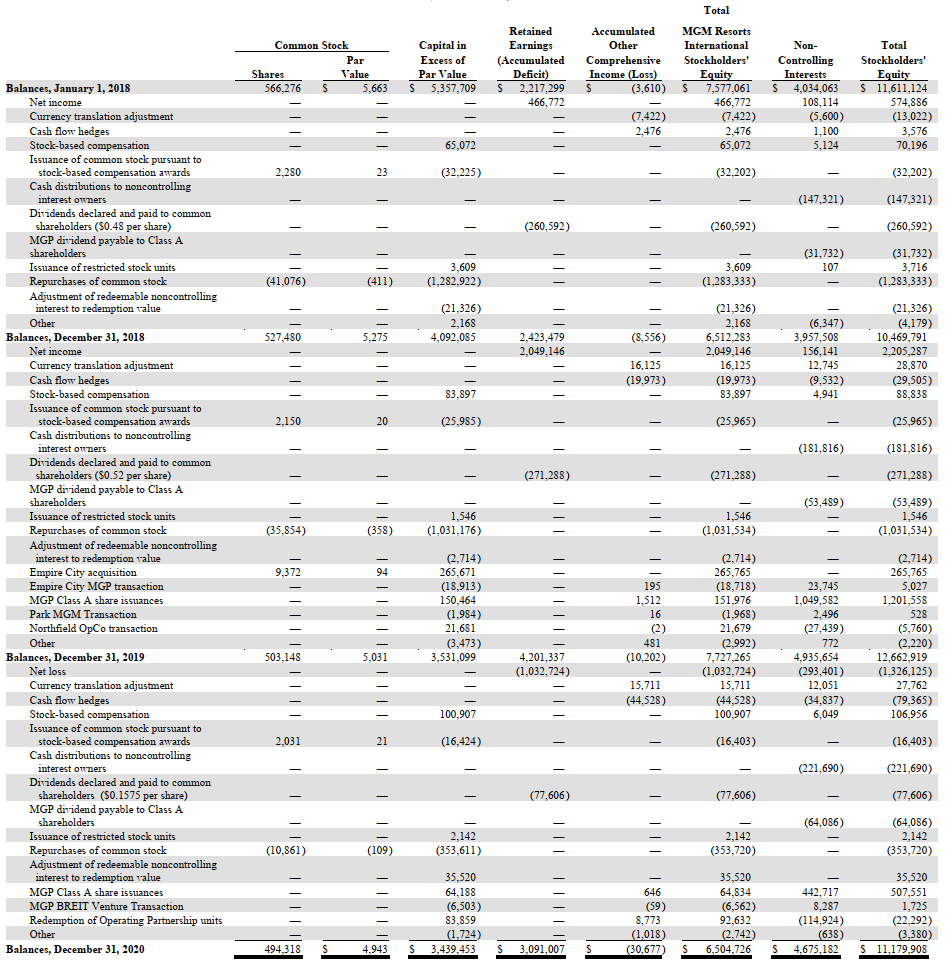 Total
Retained Accumulated MGM Resorts
Common Stock Capital in Earnings Other International Non- Total
Par Excess of (Accumulated Comprehensive Stockholders' Controlling Stockholders'
Shares Value Par Value Deficit) Income (Loss) Equity Interests Equity
Balances, January 1, 2018 566,276 $ 5,663 $ 5,357,709 $ 2,217,299 $ (3,610) $ 7,577,061 $ 4,034,063 $ 11,611,124
Net income — — — 466,772 — 466,772 108,114 574,886
Currency translation adjustment — — — — (7,422) (7,422) (5,600) (13,022)
Cash flow hedges — — — — 2,476 2,476 1,100 3,576
Stock-based compensation — — 65,072 — — 65,072 5,124 70,196
Issuance of common stock pursuant to
stock-based compensation awards 2,280 23 (32,225) — — (32,202) — (32,202)
Cash distributions to noncontrolling
interest owners — — — — — — (147,321) (147,321)
Dividends declared and paid to common
shareholders ($0.48 per share) — — — (260,592) — (260,592) — (260,592)
MGP dividend payable to Class A
shareholders — — — — — — (31,732) (31,732)
Issuance of restricted stock units — — 3,609 — — 3,609 107 3,716
Repurchases of common stock (41,076) (411) (1,282,922) — — (1,283,333) — (1,283,333)
Adjustment of redeemable noncontrolling
interest to redemption value — — (21,326) — — (21,326) — (21,326)
Other — — 2,168 — — 2,168 (6,347) (4,179)
Balances, December 31, 2018 527,480 5,275 4,092,085 2,423,479 (8,556) 6,512,283 3,957,508 10,469,791
Net income — — — 2,049,146 — 2,049,146 156,141 2,205,287
Currency translation adjustment — — — — 16,125 16,125 12,745 28,870
Cash flow hedges — — — — (19,973) (19,973) (9,532) (29,505)
Stock-based compensation — — 83,897 — — 83,897 4,941 88,838
Issuance of common stock pursuant to
stock-based compensation awards 2,150 20 (25,985) — — (25,965) — (25,965)
Cash distributions to noncontrolling
interest owners — — — — — — (181,816) (181,816)
Dividends declared and paid to common
shareholders ($0.52 per share) — — — (271,288) — (271,288) — (271,288)
MGP dividend payable to Class A
shareholders — — — — — — (53,489) (53,489)
Issuance of restricted stock units — — 1,546 — — 1,546 — 1,546
Repurchases of common stock (35,854) (358) (1,031,176) — — (1,031,534) — (1,031,534)
Adjustment of redeemable noncontrolling
interest to redemption value — — (2,714) — — (2,714) — (2,714)
Empire City acquisition 9,372 94 265,671 — — 265,765 — 265,765
Empire City MGP transaction — — (18,913) — 195 (18,718) 23,745 5,027
MGP Class A share issuances — — 150,464 — 1,512 151,976 1,049,582 1,201,558
Park MGM Transaction — — (1,984) — 16 (1,968) 2,496 528
Northfield OpCo transaction — — 21,681 — (2) 21,679 (27,439) (5,760)
Other — — (3,473) — 481 (2,992) 772 (2,220)
Balances, December 31, 2019 503,148 5,031 3,531,099 4,201,337 (10,202) 7,727,265 4,935,654 12,662,919
Net loss — — — (1,032,724) — (1,032,724) (293,401) (1,326,125)
Currency translation adjustment — — — — 15,711 15,711 12,051 27,762
Cash flow hedges — — — — (44,528) (44,528) (34,837) (79,365)
Stock-based compensation — — 100,907 — — 100,907 6,049 106,956
Issuance of common stock pursuant to
stock-based compensation awards 2,031 21 (16,424) — — (16,403) — (16,403)
Cash distributions to noncontrolling
interest owners — — — — — — (221,690) (221,690)
Dividends declared and paid to common
shareholders ($0.1575 per share) — — — (77,606) — (77,606) — (77,606)
MGP dividend payable to Class A
shareholders — — — — — — (64,086) (64,086)
Issuance of restricted stock units — — 2,142 — — 2,142 — 2,142
Repurchases of common stock (10,861) (109) (353,611) — — (353,720) — (353,720)
Adjustment of redeemable noncontrolling
interest to redemption value — — 35,520 — — 35,520 — 35,520
MGP Class A share issuances — — 64,188 — 646 64,834 442,717 507,551
MGP BREIT Venture Transaction — — (6,503) — (59) (6,562) 8,287 1,725
Redemption of Operating Partnership units — — 83,859 — 8,773 92,632 (114,924) (22,292)
Other — — (1,724) — (1,018) (2,742) (638) (3,380)
Balances, December 31, 2020 494,318 $ 4,943 $ 3,439,453 $ 3,091,007 $ (30,677) $ 6,504,726 $ 4,675,182 $ 11,179,908